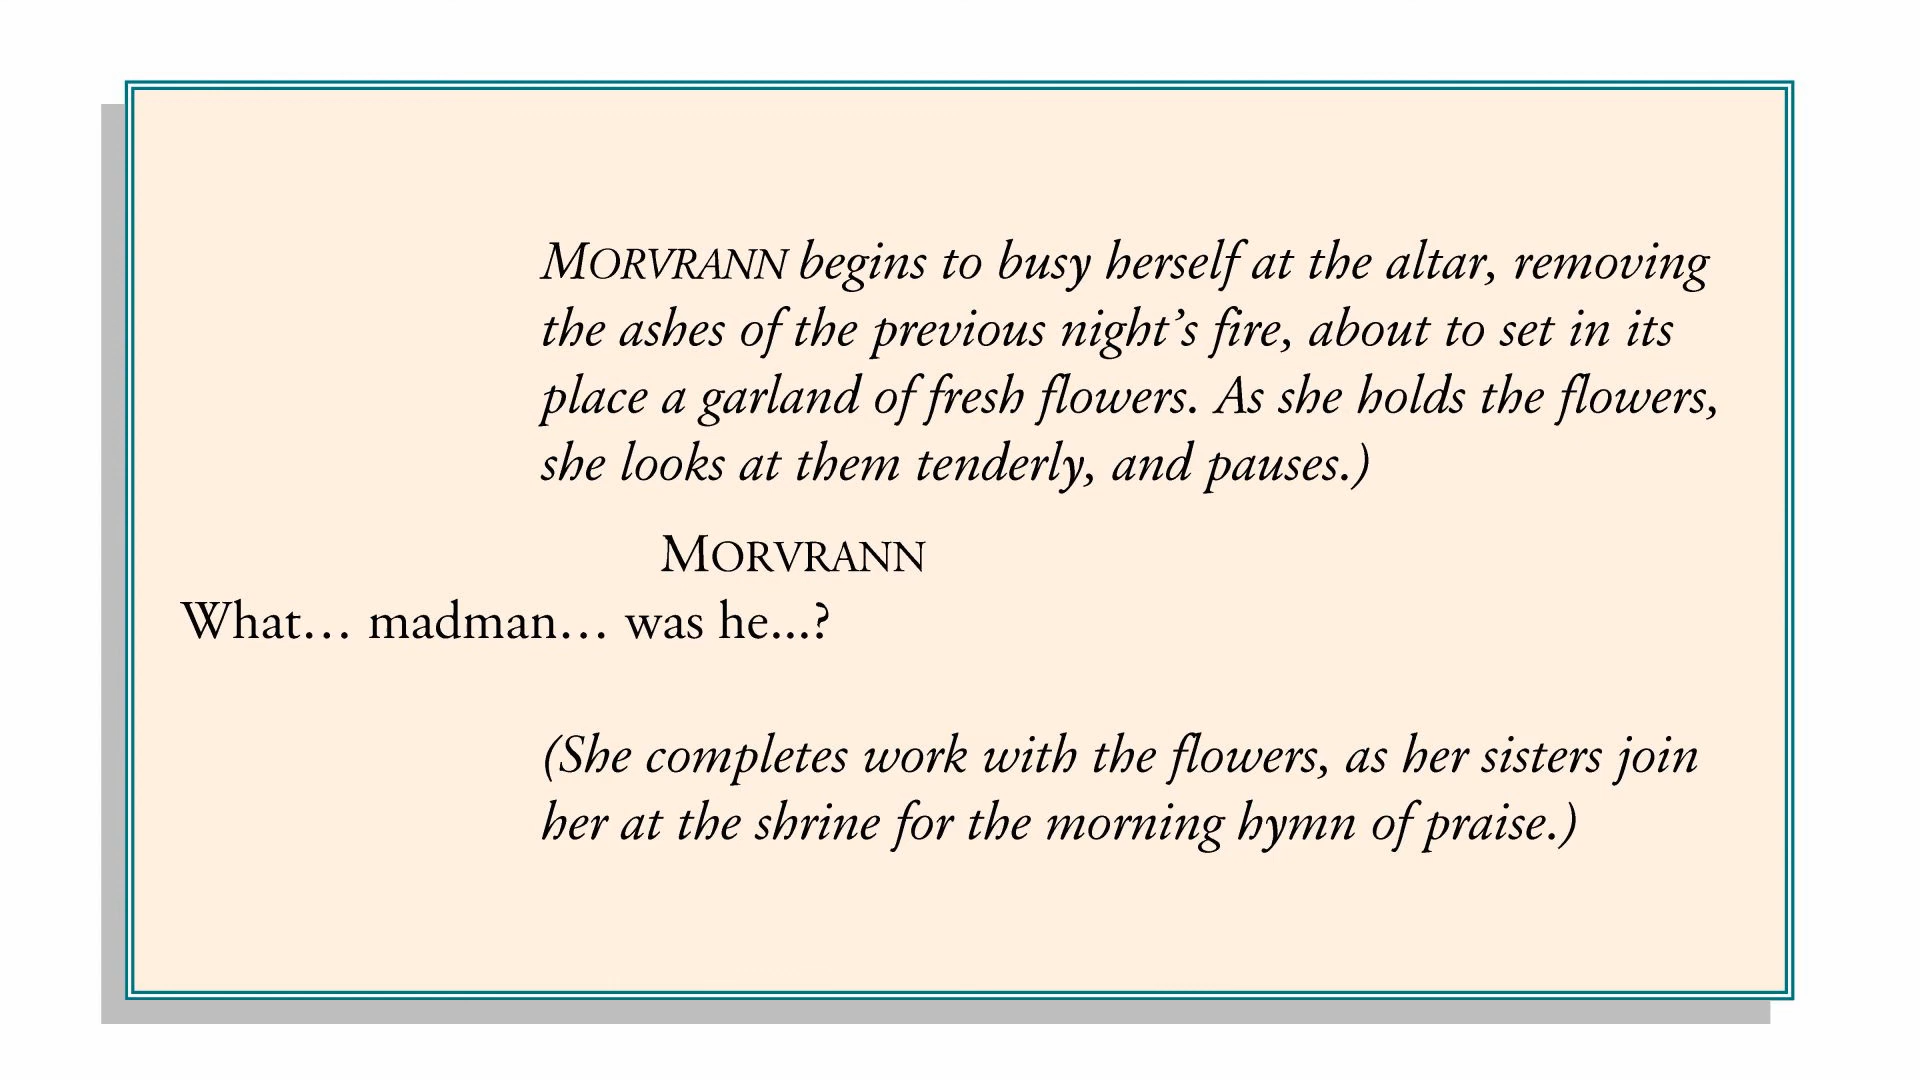 MORVRANN begins to busy herself at the altar, removing
the ashes of the previous night’s fire, about to set in its
place a garland of fresh flowers. As she holds the flowers,
she looks at them tenderly, and pauses.)
MORVRANN
What… madman… was he...?
(She completes work with the flowers, as her sisters join
her at the shrine for the morning hymn of praise.)